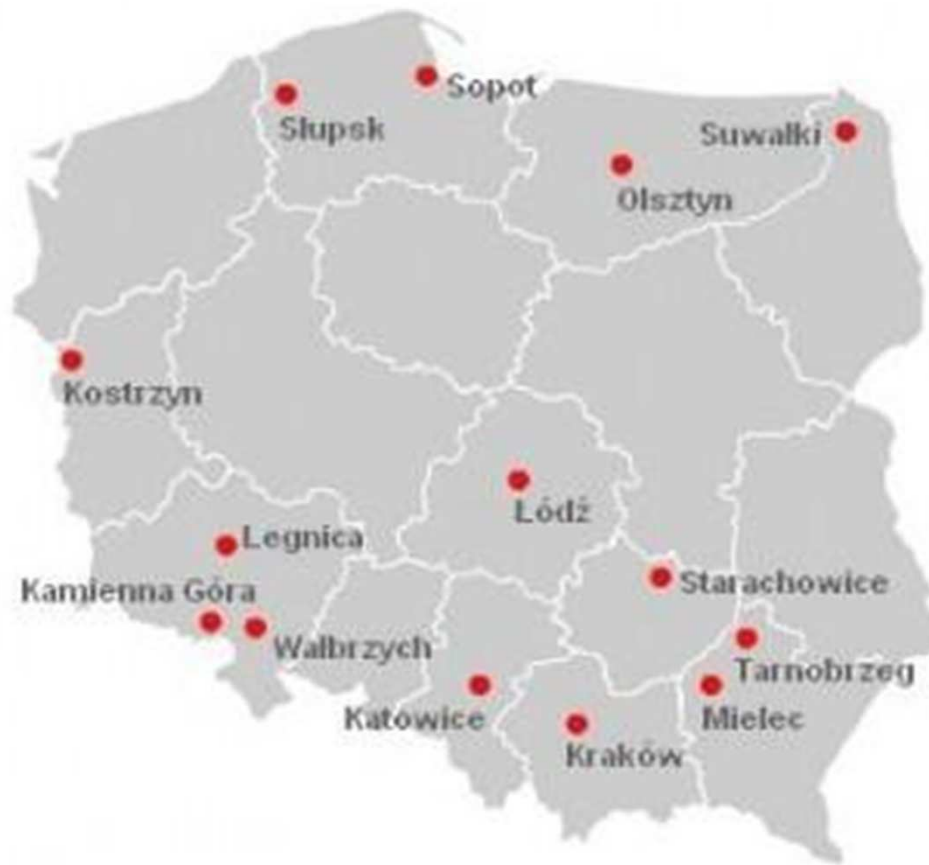 Sopot
Słupsk
Suwałki
Olsztyn
Kostrzyn
Łódź
Legnica
Starachowice
Kamienna Góra
Wałbrzych
Tarnobrzeg
Katowice
Mielec
Kraków